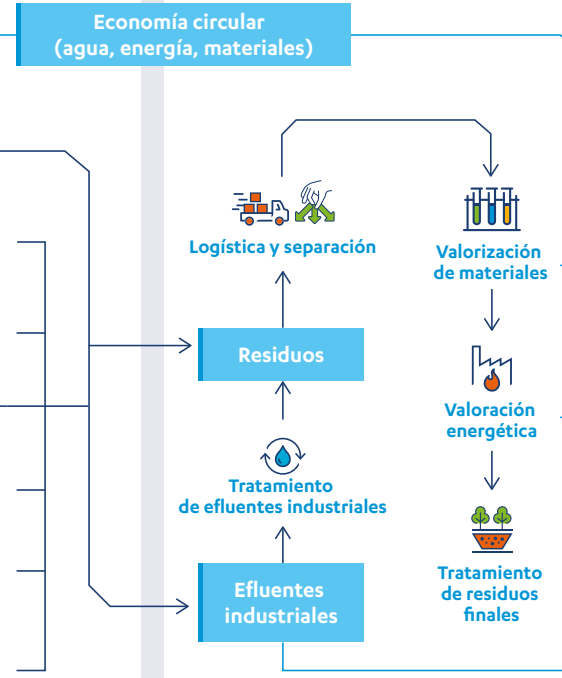 Economía circular
(agua, energía, materiales)
Logística y separación
Valorización
de materiales
Residuos
Valoración
energética
Tratamiento
de efluentes industriales
Efluentes
industriales
Tratamiento
de residuos
finales